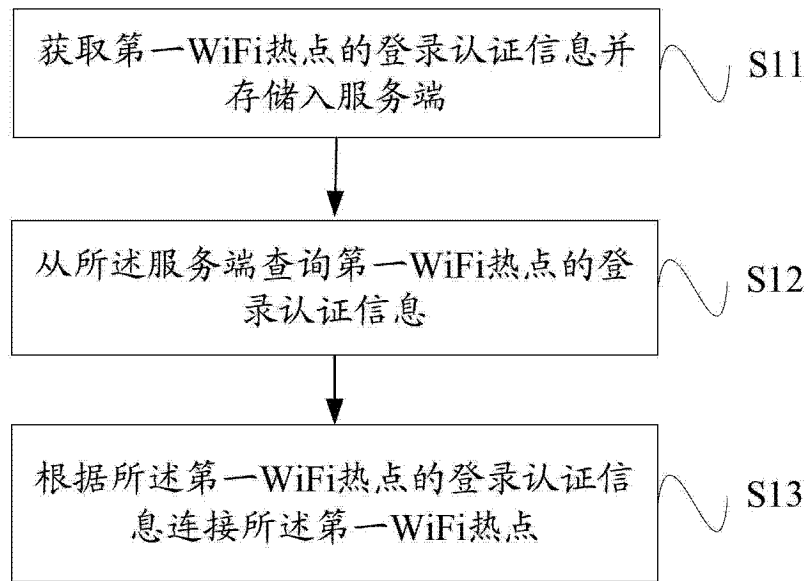 获取第一WiFi热点的登录认证信息并
存储入服务端
S11
从所述服务端查询第一WiFi热点的登
录认证信息
S12
根据所述第一WiFi热点的登录认证信
息连接所述第一WiFi热点
S13